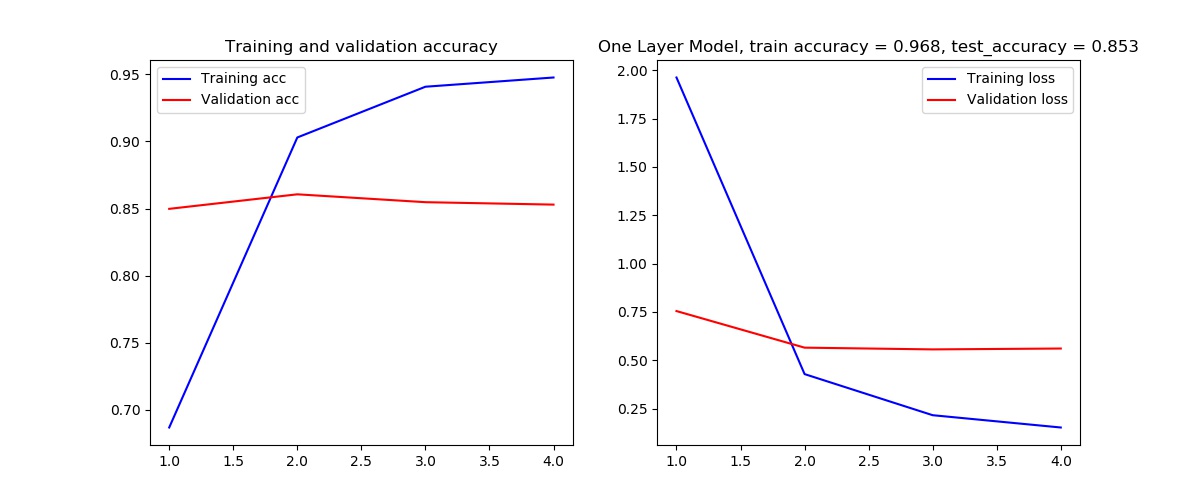 Training and validation accuracy
Training acc
Validation acc
0.95
0.90
0.85
0.80
0.75
0.70
1.0 1.5 2.0 2.5 3.0 3.5 4.0
One Layer Model, train accuracy = 0.968, test_accuracy = 0.853
Training loss
Validation loss
2.00
1.75
1.50
1.25
1.00
0.75
0.50
0.25
1.0 1.5 2.0 2.5 3.0 3.5 4.0